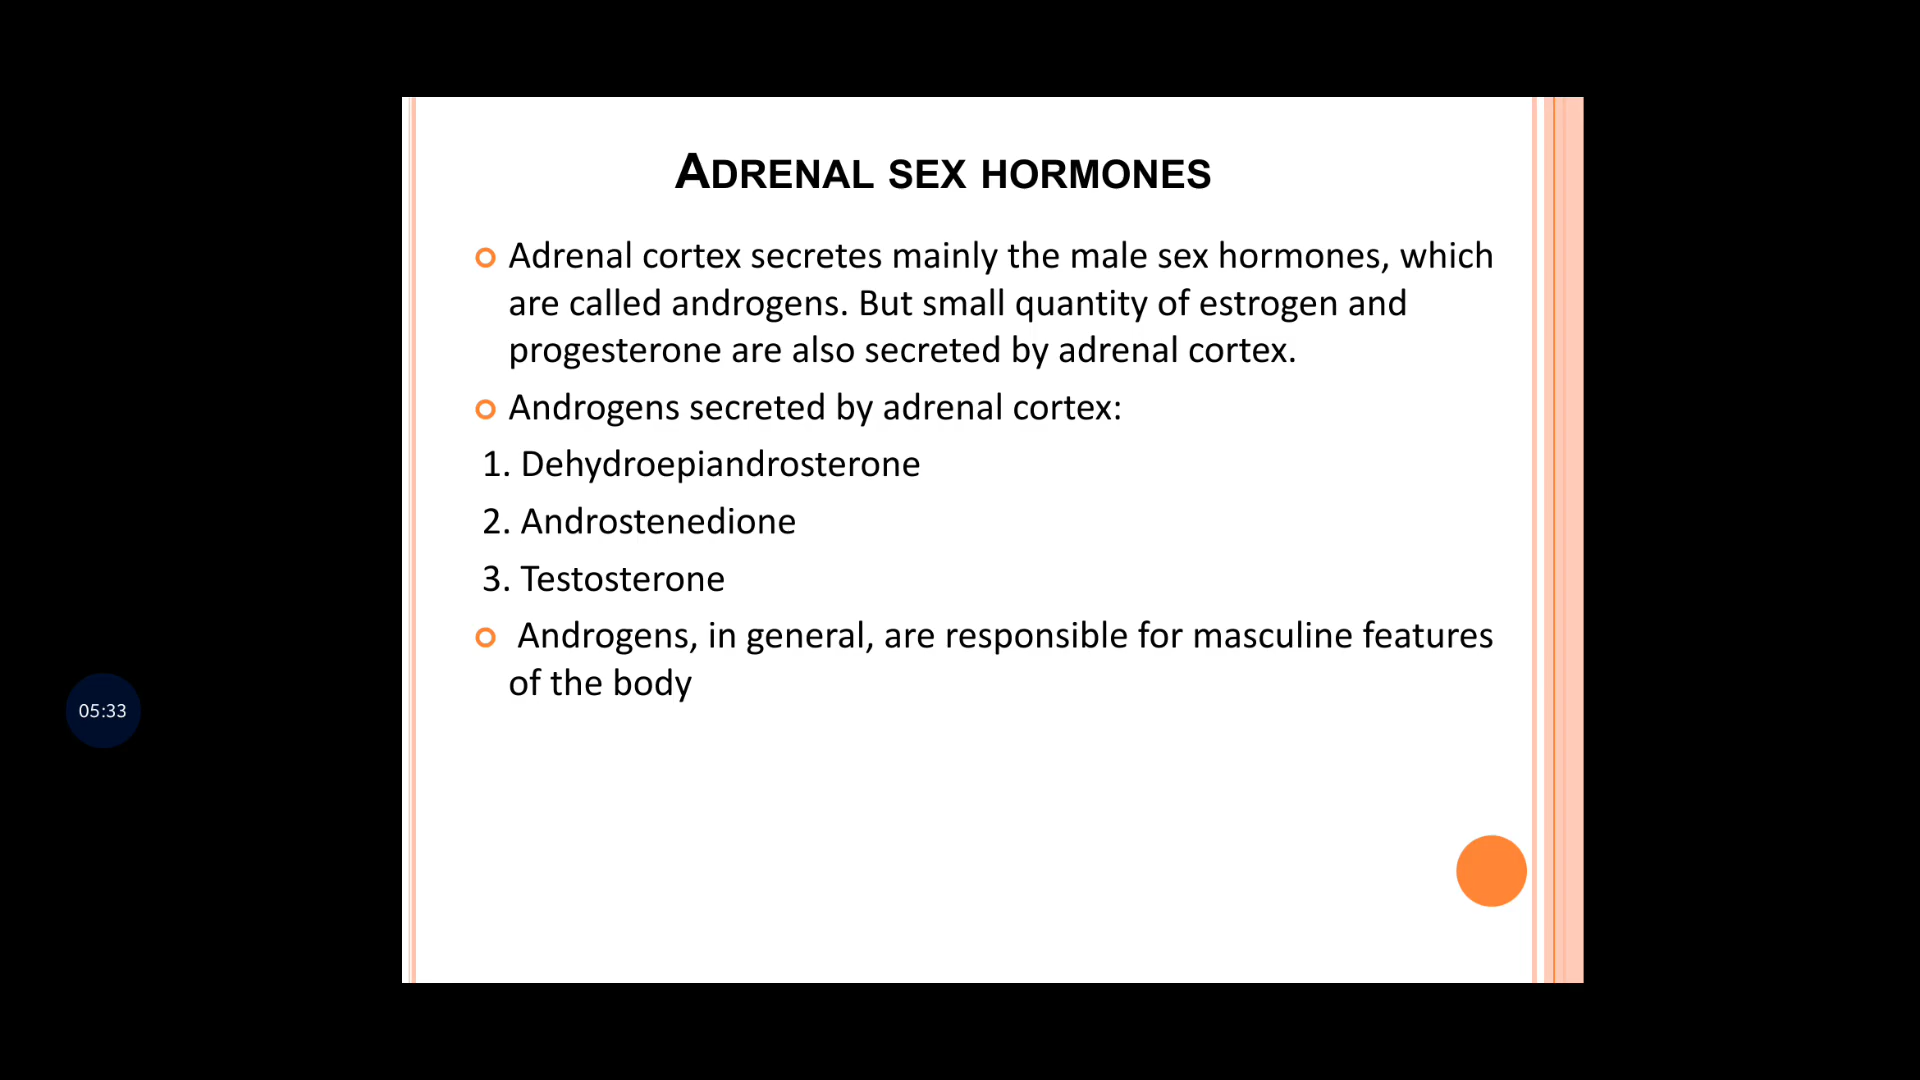 ADRENAL SEX HORMONES
Adrenal cortex secretes mainly the male sex hormones, which
are called androgens. But small quantity of estrogen and
progesterone are also secreted by adrenal cortex.
Androgens secreted by adrenal cortex:
1. Dehydroepiandrosterone
2. Androstenedione
3. Testosterone
Androgens, in general, are responsible for masculine features
of the body
05:33